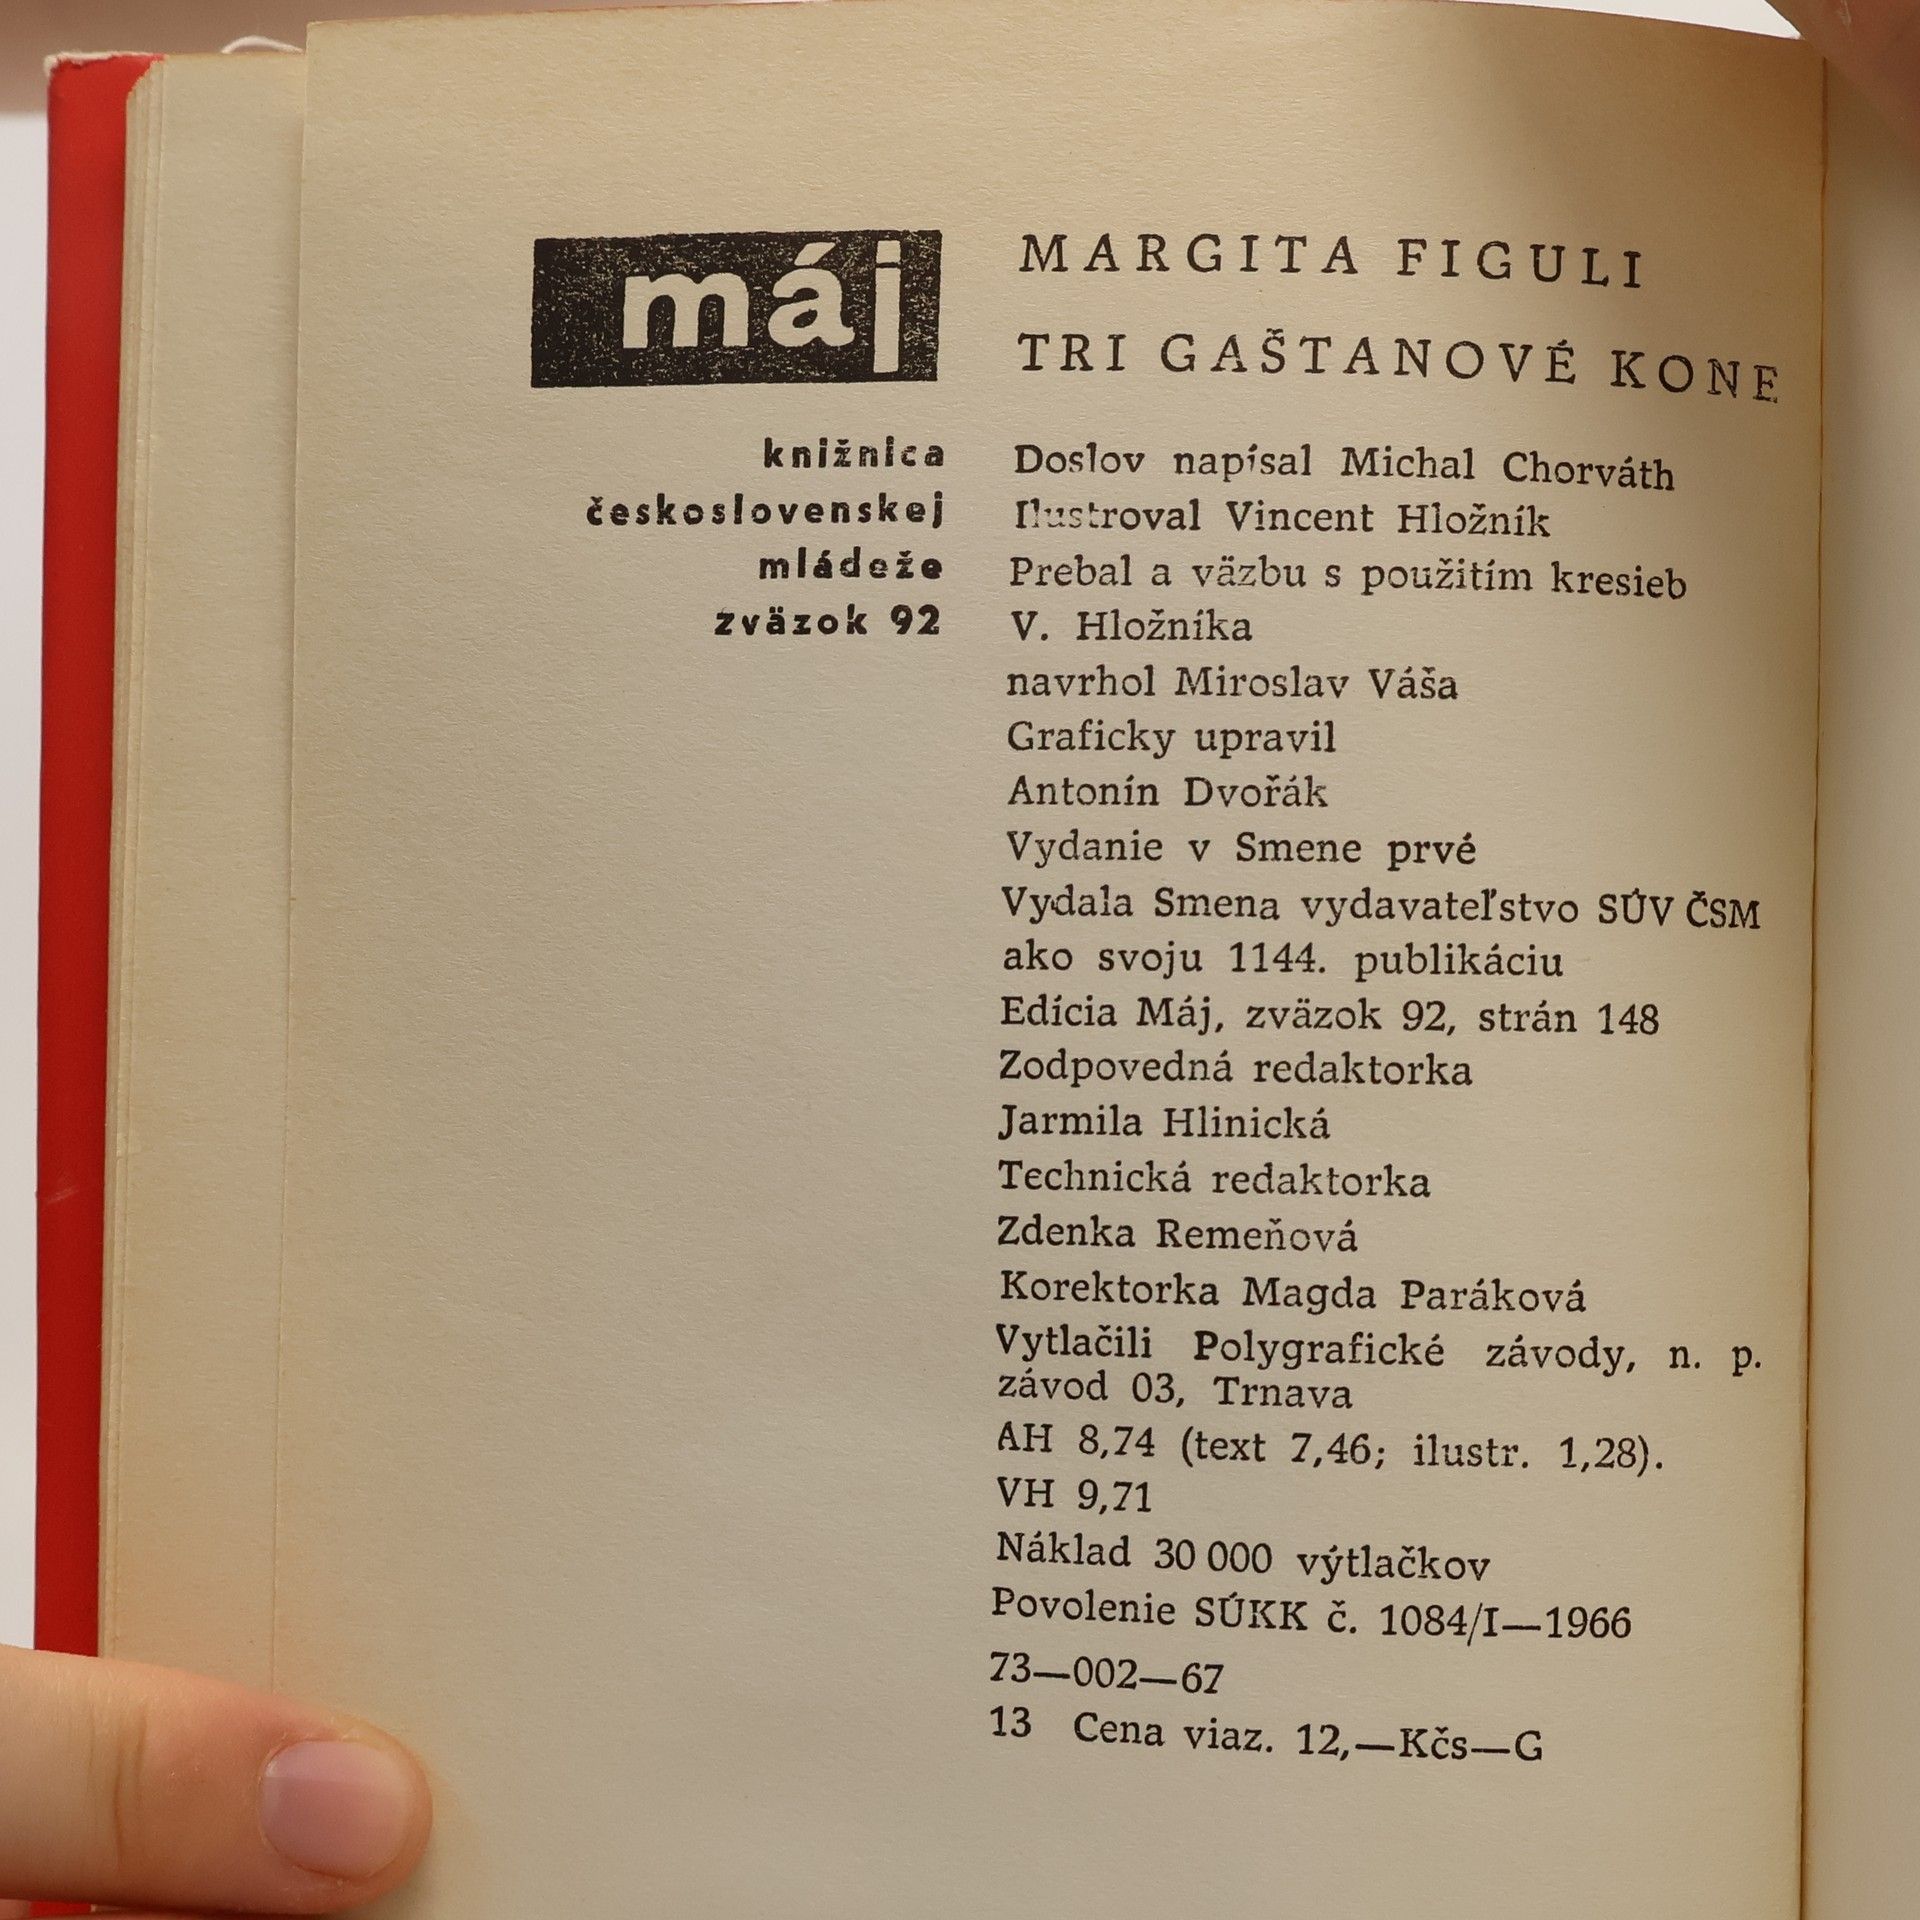 máj
knižnica
československej
mládeže
zväzok 92
MARGITA FIGULI
TRI GAŠTANOVÉ KONE
Doslov napísal Michal Chorváth
Ilustroval Vincent Hložník
Prebal a väzbu s použitím kresieb
V. Hložníka
navrhol Miroslav Váša
Graficky upravil
Antonín Dvořák
Vydanie v Smene prvé
Vydala Smena vydavateľstvo SÚV ČSM
ako svoju 1144. publikáciu
Edícia Máj, zväzok 92, strán 148
Zodpovedná redaktorka
Jarmila Hlinická
Technická redaktorka
Zdenka Remeňová
Korektorka Magda Paráková
Vytlačili Polygrafické závody, n. p.
závod 03, Trnava
AH 8,74 (text 7,46; ilustr. 1,28).
VH 9,71
Náklad 30 000 výtlačkov
Povolenie SÚKK č. 1084/I—1966
73—002—67
13 Cena viaz. 12,—Kčs—G